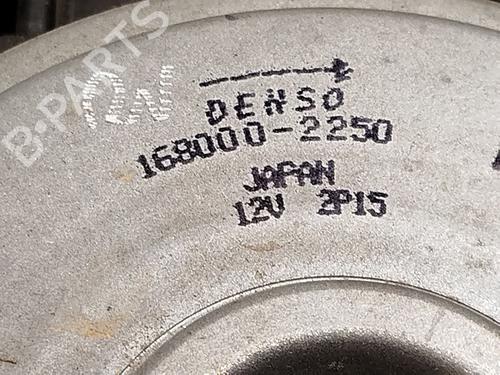 B-PARTS
DENSO
168000-2250
JAPAN
12V 2P15